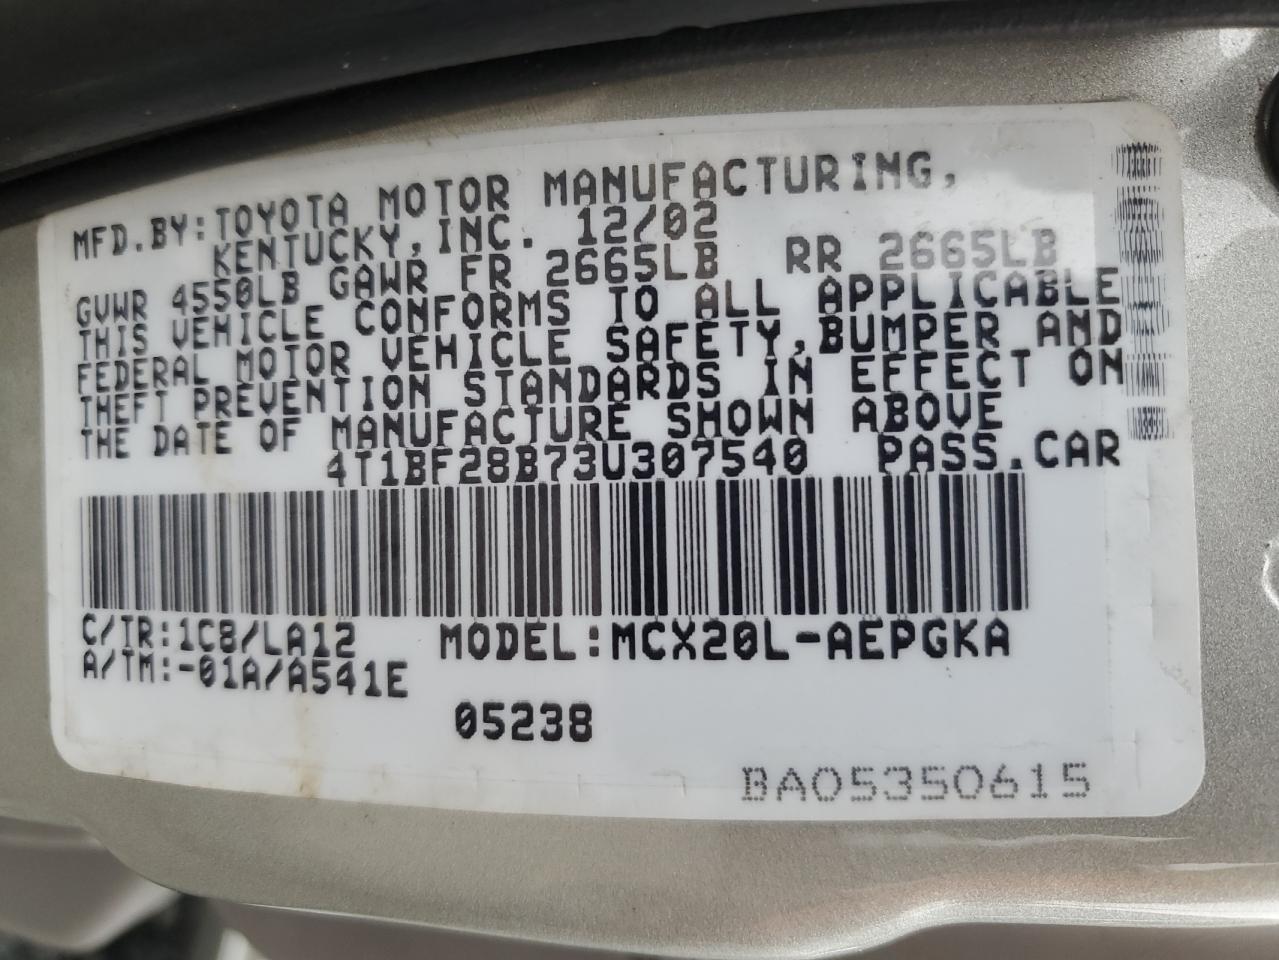 MFD.BY:TOYOTA MOTOR MANUFACTURING,
KENTUCKY,INC. 12/02
GVWR 4550LB GAWR FR 2665LB RR 2665LB
THIS VEHICLE CONFORMS TO ALL APPLICABLE
FEDERAL MOTOR VEHICLE SAFETY,BUMPER AND
THEFT PREVENTION STANDARDS IN EFFECT ON
THE DATE OF MANUFACTURE SHOWN ABOVE
4T1BF28B73U307540 PASS.CAR
C/TR:1C8/LA12 MODEL:MCX20L-AEPGKA
A/TM:-01A/A541E
05238
BA05350615